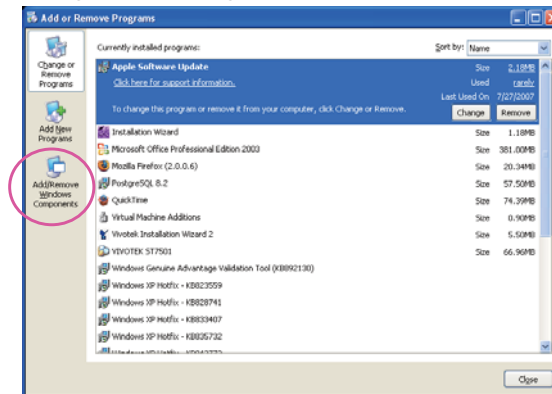 Add or Remove Programs
Change or
Remove
Programs
Add New
Programs
Add/Remove
Windows
Components
Currently installed programs:
Sort by: Name
Apple Software Update Size 2.18MB
Click here for support information. Used rarely
Last Used On 7/27/2007
To change this program or remove it from your computer, click Change or Remove. Change Remove
Installation Wizard Size 1.18MB
Microsoft Office Professional Edition 2003 Size 381.00MB
Mozilla Firefox (2.0.0.6) Size 20.34MB
PostgreSQL 8.2 Size 57.50MB
QuickTime Size 74.39MB
Virtual Machine Additions Size 0.90MB
Vivotek Installation Wizard 2 Size 5.50MB
VIVOTEK ST7501 Size 66.96MB
Windows Genuine Advantage Validation Tool (KB892130)
Windows XP Hotfix - KB823559
Windows XP Hotfix - KB828741
Windows XP Hotfix - KB833407
Windows XP Hotfix - KB835732
Close